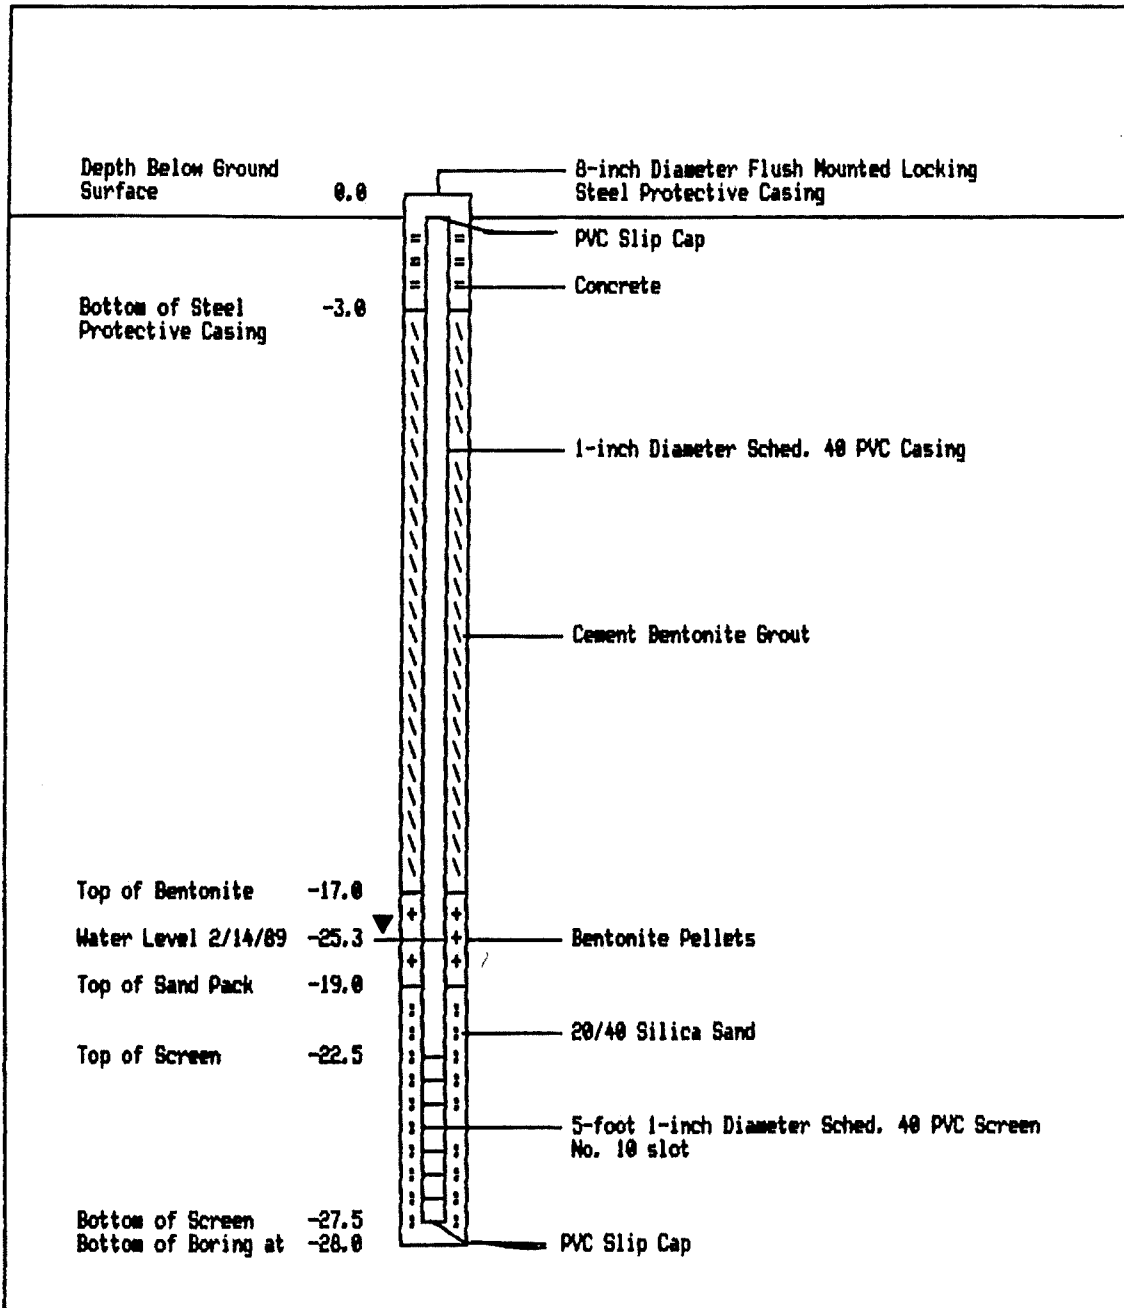 Depth Below Ground
Surface 0.0
8-inch Diameter Flush Mounted Locking
Steel Protective Casing
PVC Slip Cap
Concrete
Bottom of Steel -3.0
Protective Casing
1-inch Diameter Sched. 40 PVC Casing
Cement Bentonite Grout
Top of Bentonite -17.0
Water Level 2/14/89 -25.3
Bentonite Pellets
Top of Sand Pack -19.0
20/40 Silica Sand
Top of Screen -22.5
5-foot 1-inch Diameter Sched. 40 PVC Screen
No. 10 slot
Bottom of Screen -27.5
Bottom of Boring at -28.0
PVC Slip Cap